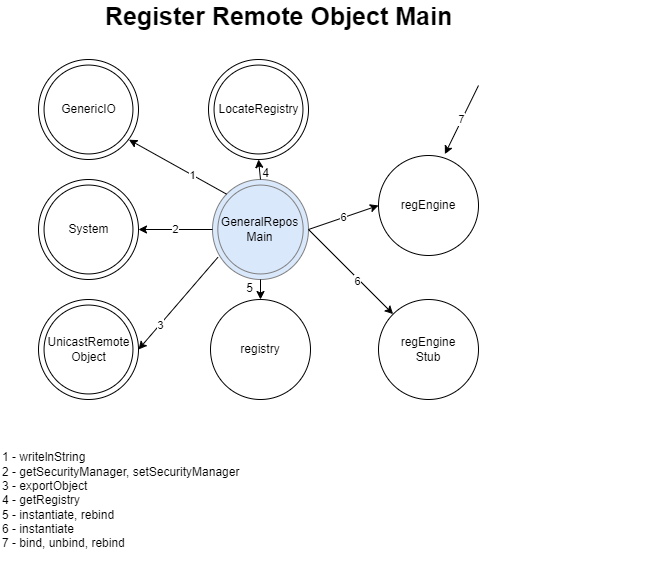 Register Remote Object Main
GenericIO
LocateRegistry
7
1
4
regEngine
System
2
GeneralRepos
Main
6
6
5
3
UnicastRemote
Object
registry
regEngine
Stub
1 - writeInString
2 - getSecurityManager, setSecurityManager
3 - exportObject
4 - getRegistry
5 - instantiate, rebind
6 - instantiate
7 - bind, unbind, rebind